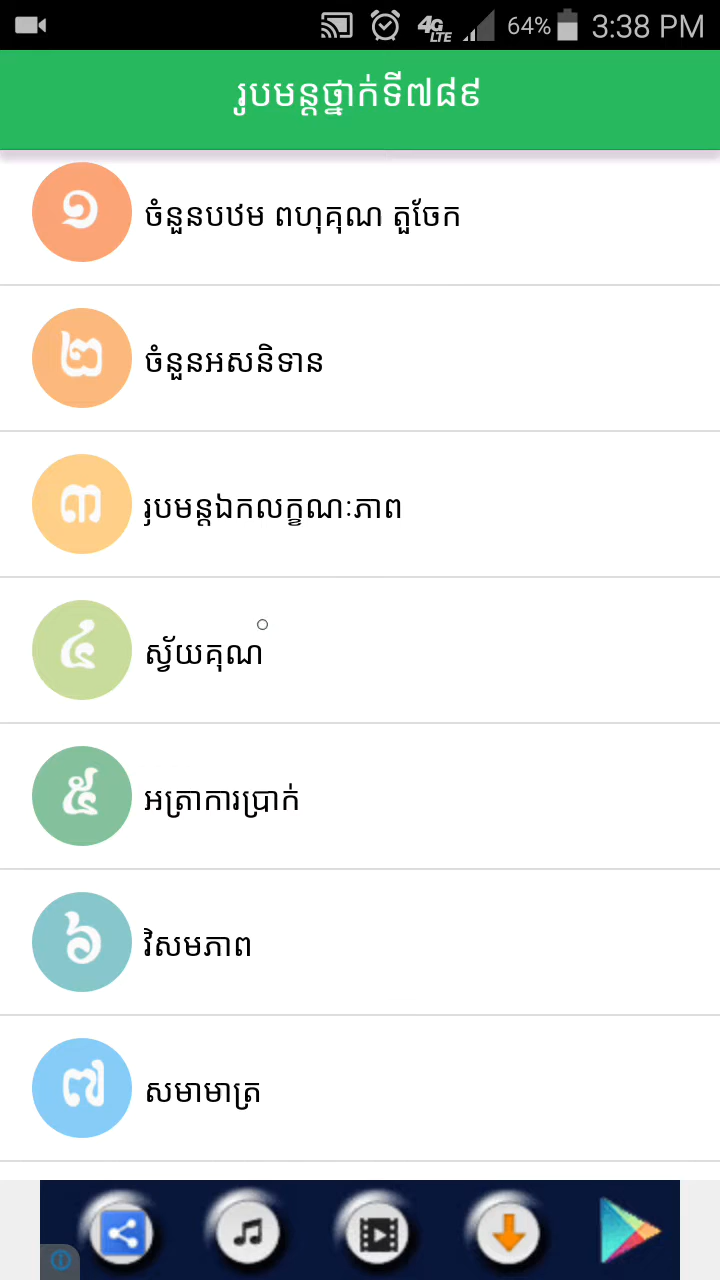 4G LTE 64% 3:38 PM
រូបមន្តថ្នាក់ទី៧៨៩
១ ចំនួនបឋម ពហុគុណ តួចែក
២ ចំនួនអសនិទាន
៣ រូបមន្តឯកលក្ខណៈភាព
៤ ស្វ័យគុណ
៥ អត្រាការប្រាក់
៦ វិសមភាព
៧ សមាមាត្រ